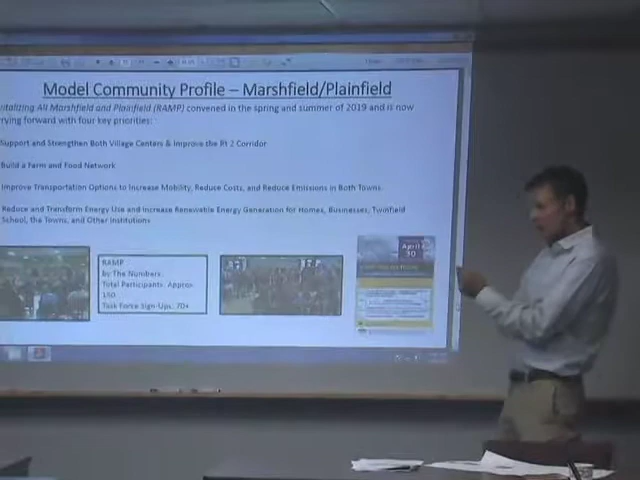 Model Community Profile – Marshfield/Plainfield
italizing All Marshfield and Plainfield (RAMP) convened in the spring and summer of 2019 and is now
rying forward with four key priorities:
Support and Strengthen Both Village Centers & Improve the Rt 2 Corridor
Build a Farm and Food Network
Improve Transportation Options to Increase Mobility, Reduce Costs, and Reduce Emissions in Both Towns
Reduce and Transform Energy Use and Increase Renewable Energy Generation for Homes, Businesses, Twinfield
School, the Towns, and Other Institutions
RAMP
by The Numbers:
Total Participants: Approx
150
Task Force Sign-Ups: 70+
April
30